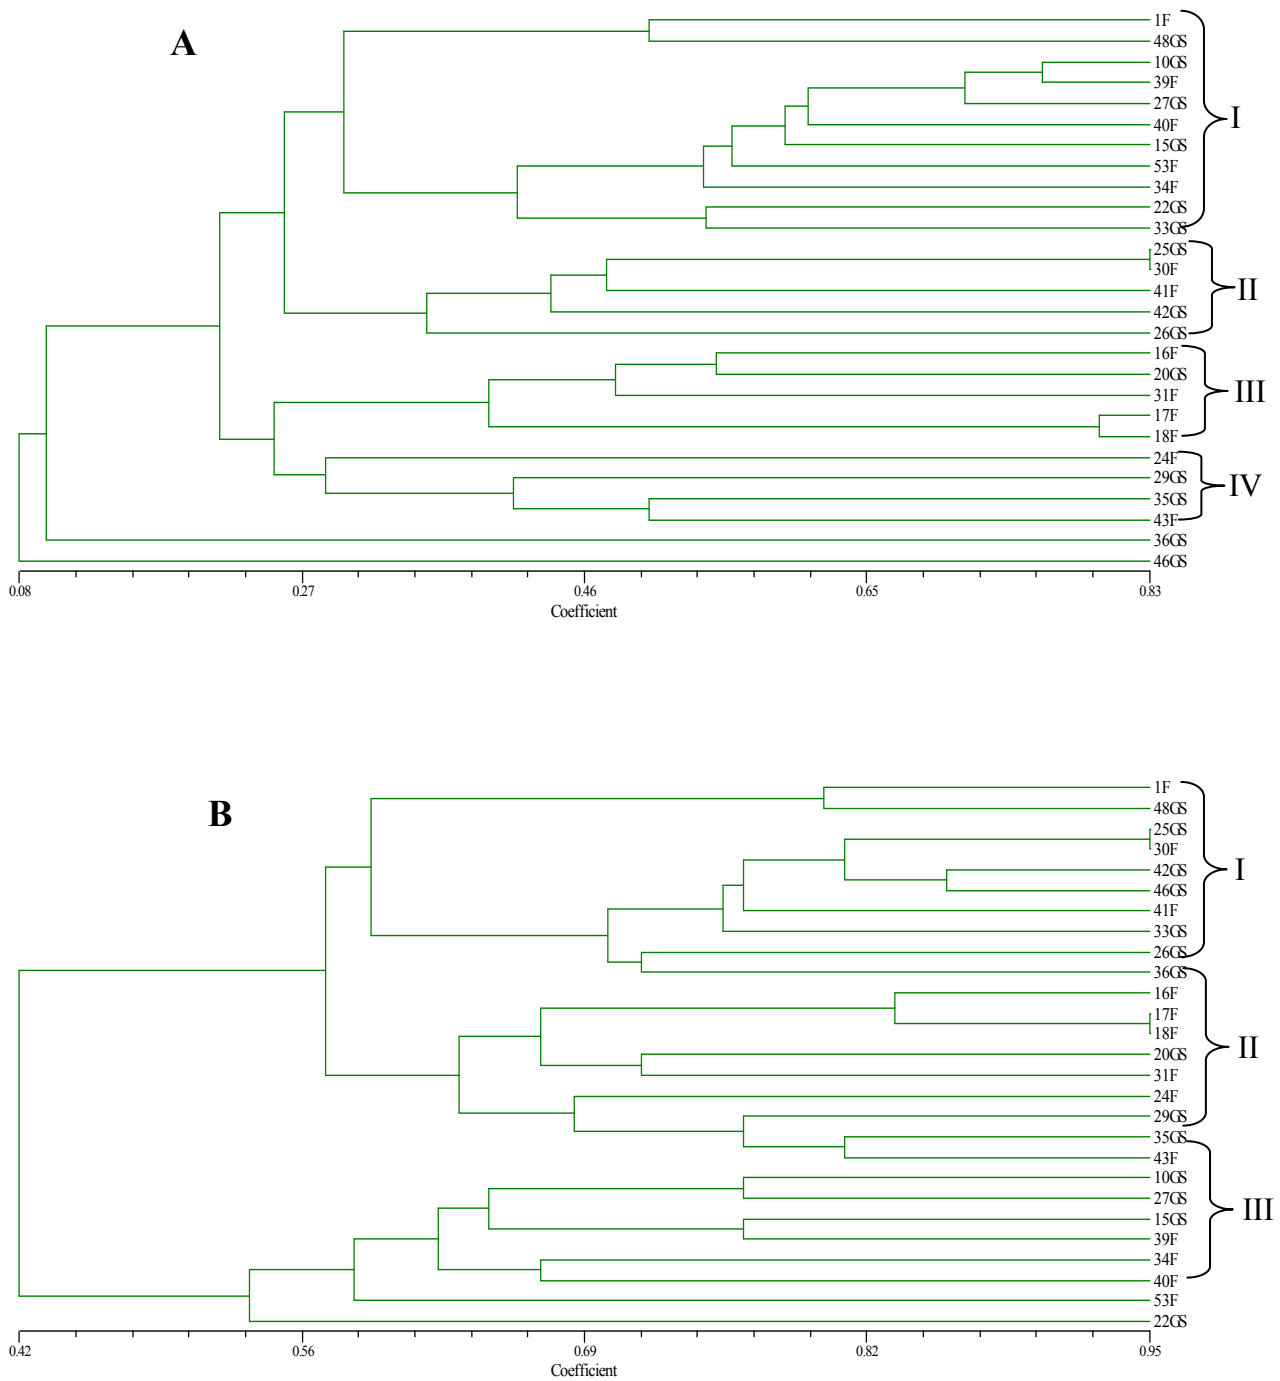 A
1F
48GS
10GS
39F
27GS
40F
15GS
53F
34F
22GS
33GS
I
25GS
30F
41F
42GS
26GS
II
16F
20GS
31F
17F
18F
III
24F
29GS
35GS
43F
IV
36GS
46GS
0.08 0.27 0.46 0.65 0.83
Coefficient
B
1F
48GS
25GS
30F
42GS
46GS
41F
33GS
26GS
I
36GS
16F
17F
18F
20GS
31F
24F
29GS
II
35GS
43F
10GS
27GS
15GS
39F
34F
40F
III
53F
22GS
0.42 0.56 0.69 0.82 0.95
Coefficient